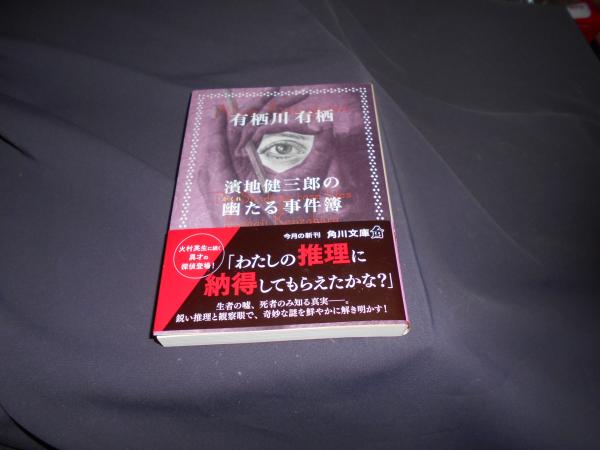 有栖川有栖
濱地健三郎の
幽たる事件簿
かくれ
今月の新刊 角川文庫
火村英生に続く
異才の
探偵登場!
「わたしの推理に
納得してもらえたかな?」
生者の嘘、死者のみ知る真実――。
鋭い推理と観察眼で、奇妙な謎を鮮やかに解き明かす!